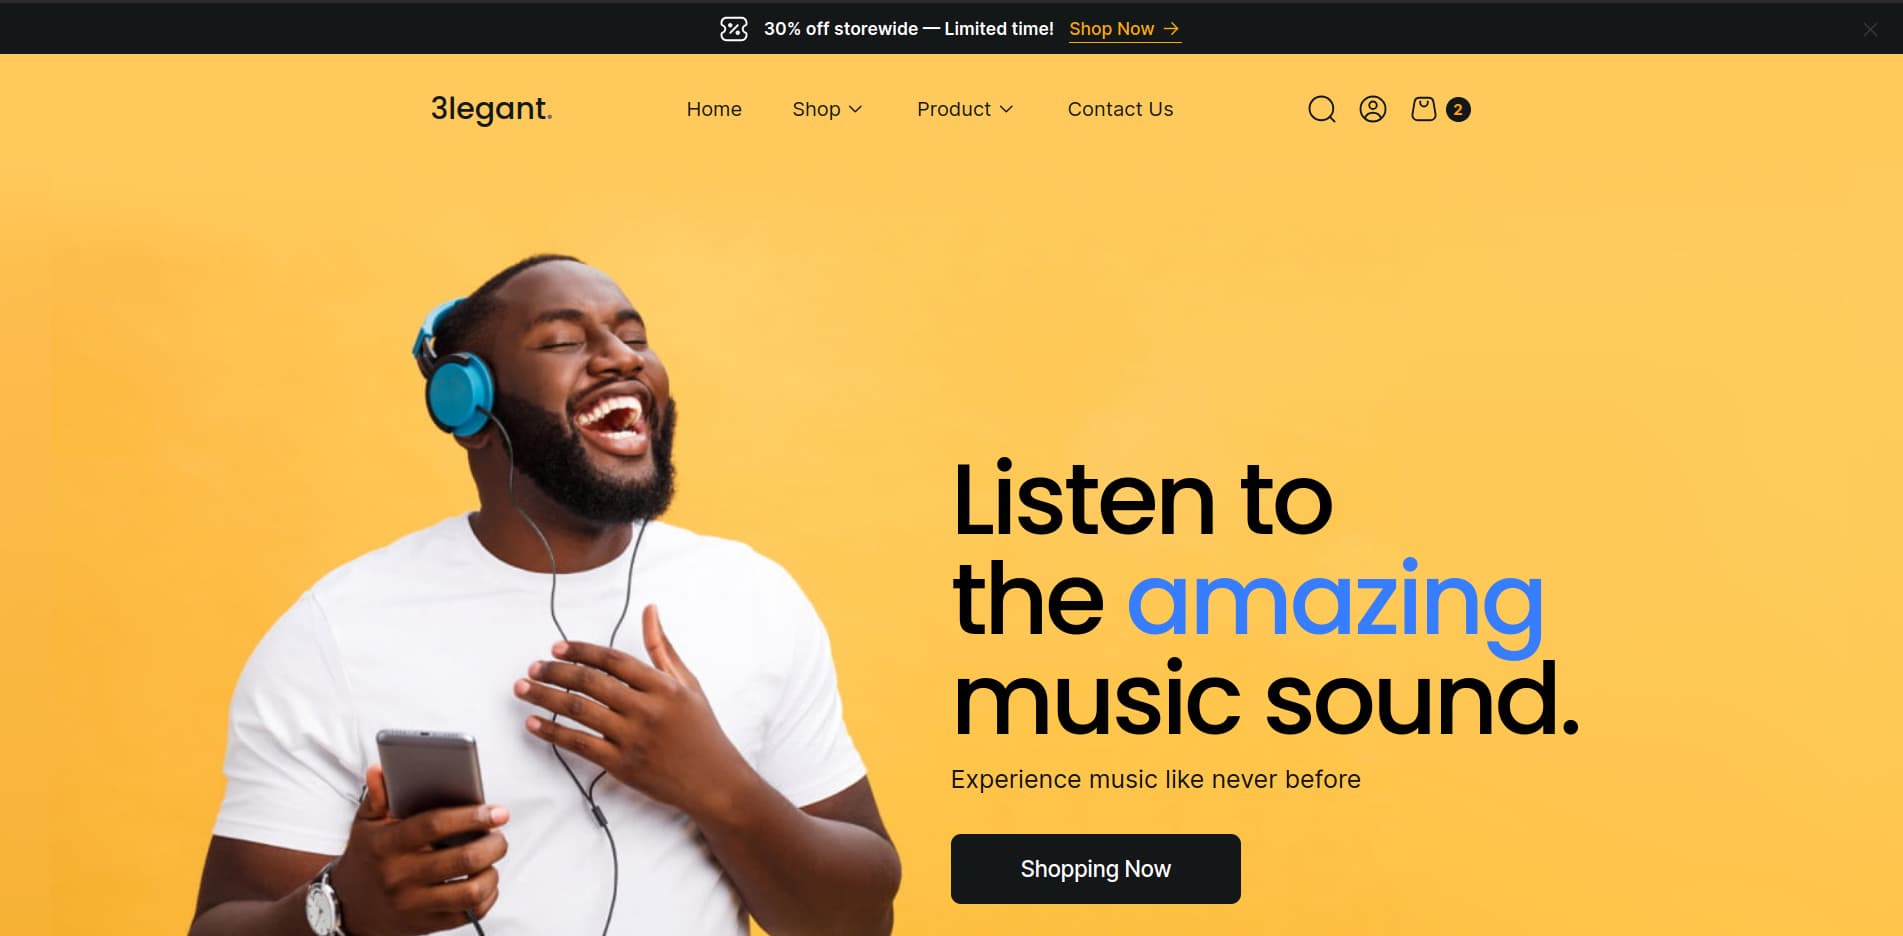 30% off storewide — Limited time! Shop Now →
3legant.
Home Shop Product Contact Us
2
Listen to
the amazing
music sound.
Experience music like never before
Shopping Now